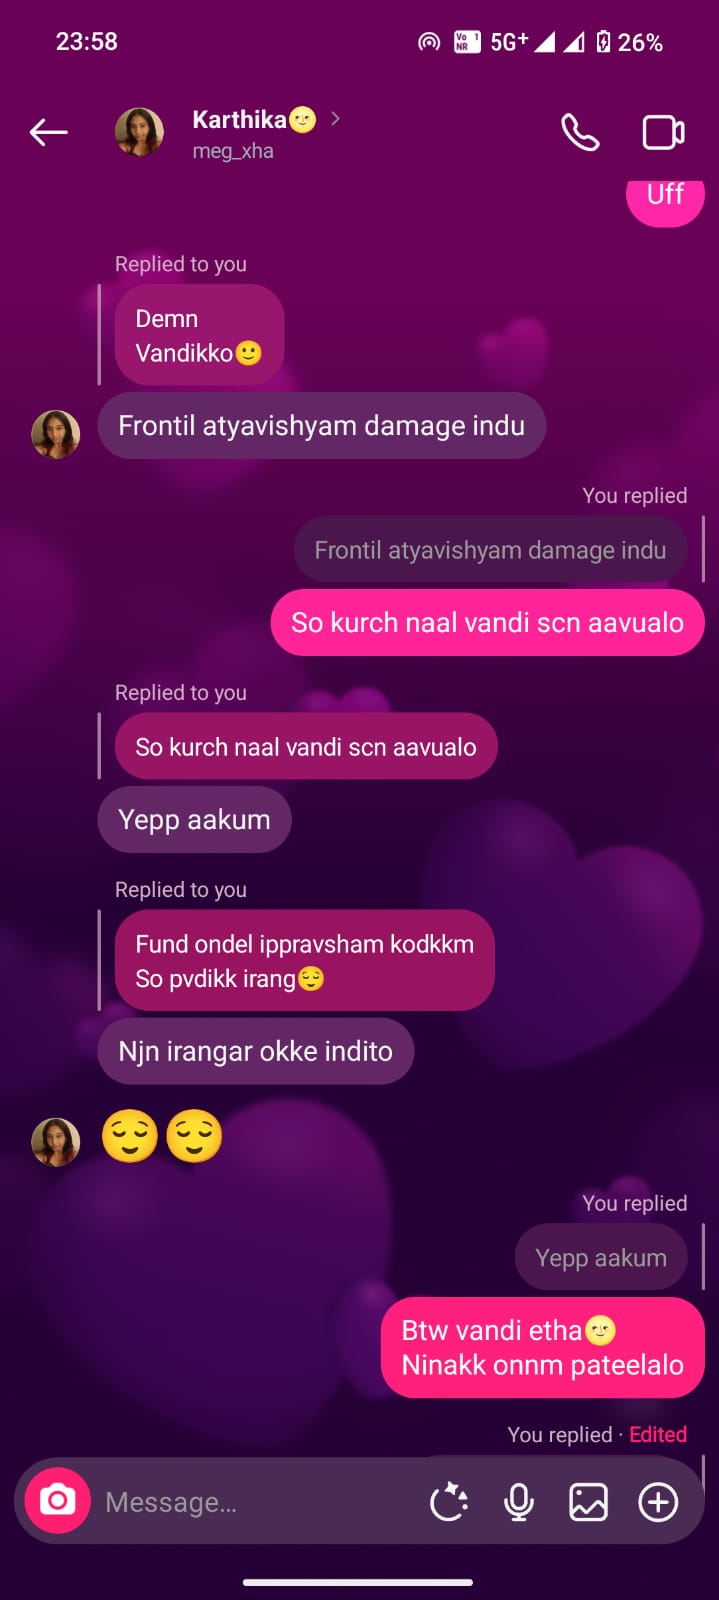 23:58
Vo 1
NR
5G+
26%
Karthika🌝
meg_xha
Uff
Replied to you
Demn
Vandikko🙂
Frontil atyavishyam damage indu
You replied
Frontil atyavishyam damage indu
So kurch naal vandi scn aavualo
Replied to you
So kurch naal vandi scn aavualo
Yepp aakum
Replied to you
Fund ondel ippravsham kodkkm
So pvdikk irang😌
Njn irangar okke indito
😌😌
You replied
Yepp aakum
Btw vandi etha🌝
Ninakk onnm pateelalo
You replied · Edited
Message...